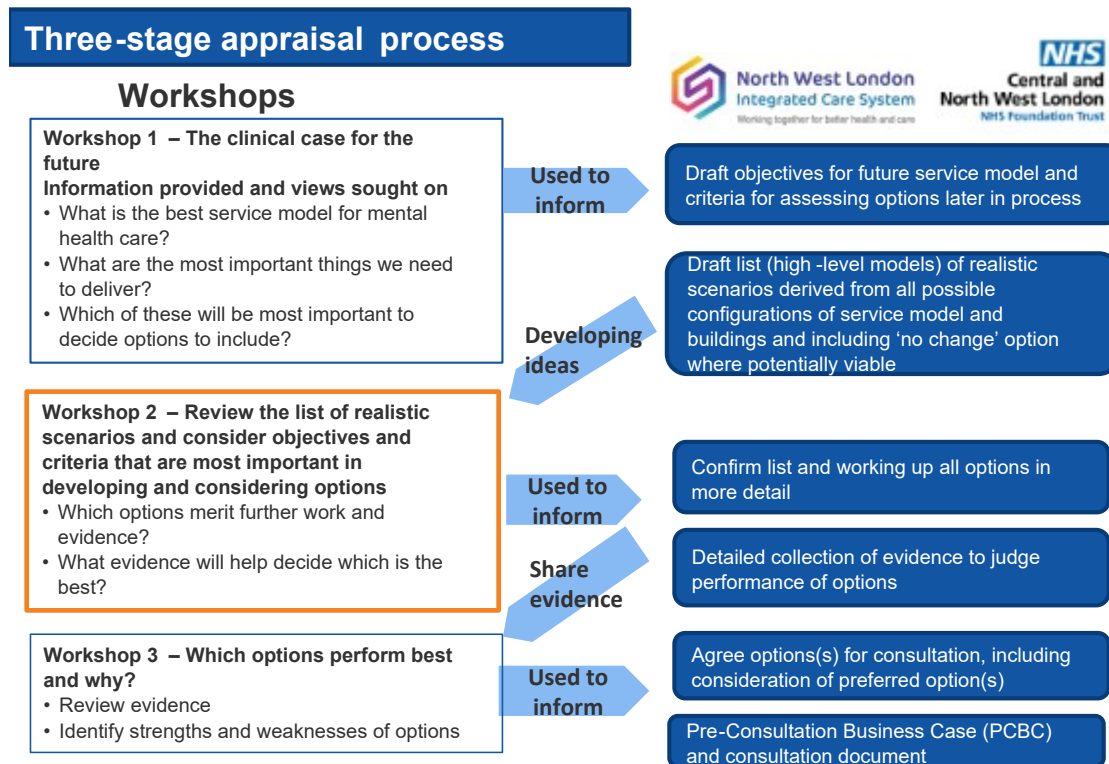 Three-stage appraisal process
North West London
Integrated Care System
Working together for better health and care
NHS
Central and
North West London
NHS Foundation Trust
Workshops
Workshop 1 – The clinical case for the
future
Information provided and views sought on
• What is the best service model for mental
health care?
• What are the most important things we need
to deliver?
• Which of these will be most important to
decide options to include?
Used to
inform
Draft objectives for future service model and
criteria for assessing options later in process
Draft list (high -level models) of realistic
scenarios derived from all possible
configurations of service model and
buildings and including ‘no change’ option
where potentially viable
Developing
ideas
Workshop 2 – Review the list of realistic
scenarios and consider objectives and
criteria that are most important in
developing and considering options
• Which options merit further work and
evidence?
• What evidence will help decide which is the
best?
Used to
inform
Confirm list and working up all options in
more detail
Detailed collection of evidence to judge
performance of options
Share
evidence
Workshop 3 – Which options perform best
and why?
• Review evidence
• Identify strengths and weaknesses of options
Used to
inform
Agree options(s) for consultation, including
consideration of preferred option(s)
Pre-Consultation Business Case (PCBC)
and consultation document